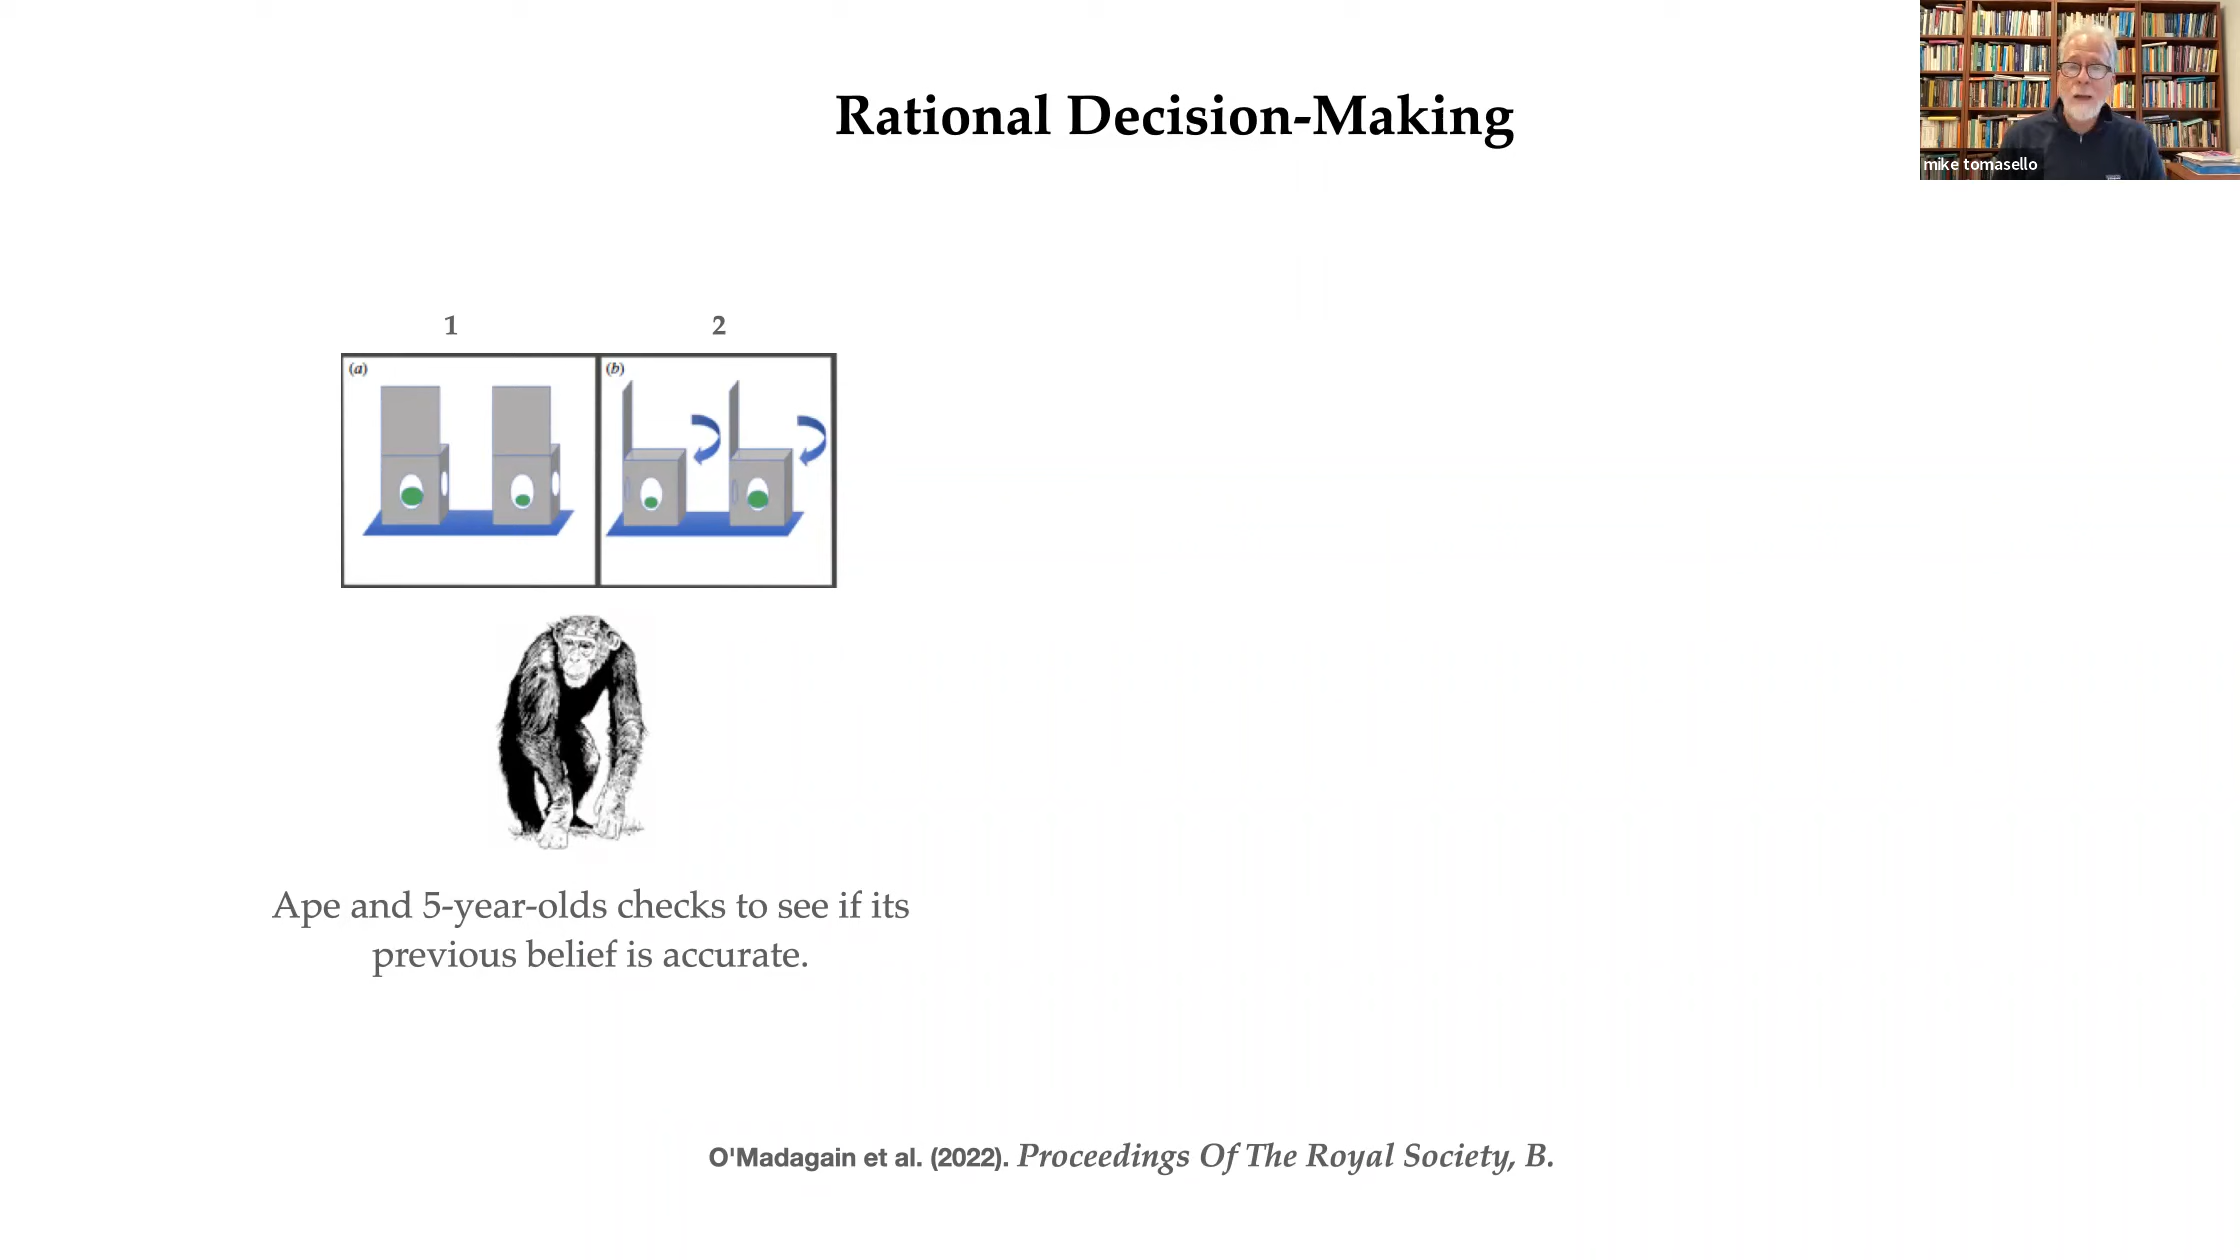 Rational Decision-Making
mike tomasello
1 2
(a) (b)
Ape and 5-year-olds checks to see if its
previous belief is accurate.
O'Madagain et al. (2022). Proceedings Of The Royal Society, B.